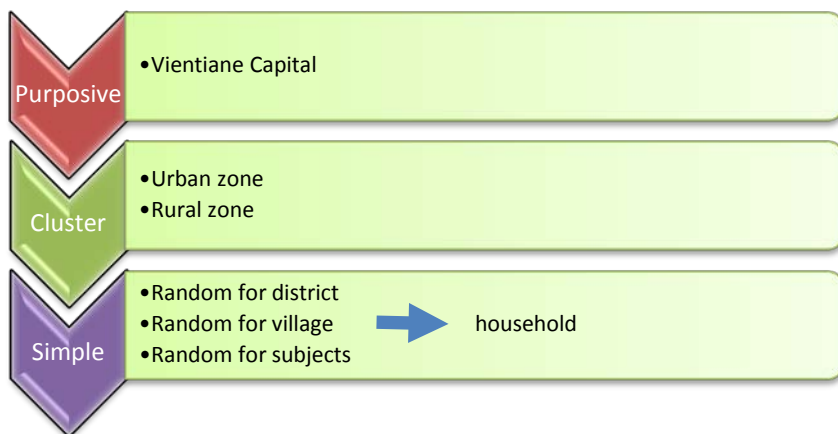 Purposive
•Vientiane Capital
Cluster
•Urban zone
•Rural zone
Simple
•Random for district
•Random for village
household
•Random for subjects